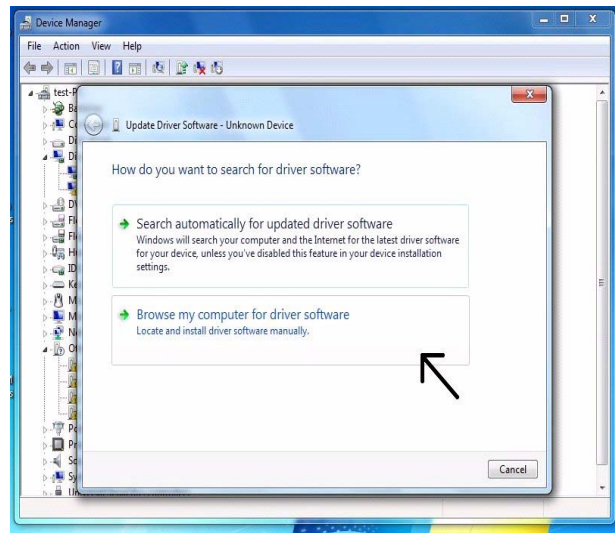 Device Manager
File Action View Help
test-P
Update Driver Software - Unknown Device
How do you want to search for driver software?
Search automatically for updated driver software
Windows will search your computer and the Internet for the latest driver software
for your device, unless you've disabled this feature in your device installation
settings.
Browse my computer for driver software
Locate and install driver software manually.
Cancel